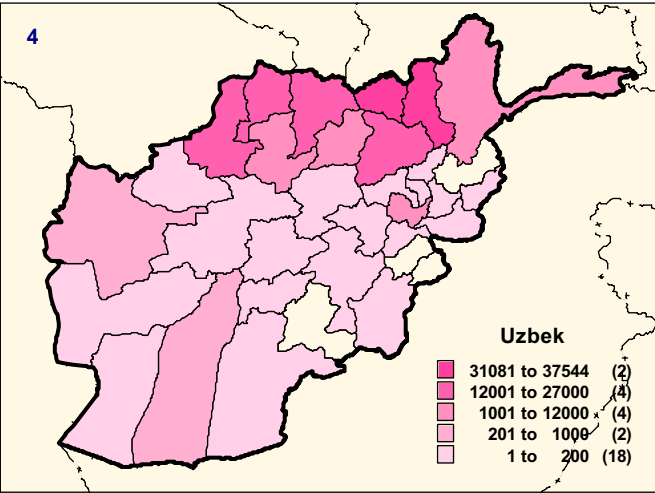 4
Uzbek
31081 to 37544 (2)
12001 to 27000 (4)
1001 to 12000 (4)
201 to 1000 (2)
1 to 200 (18)